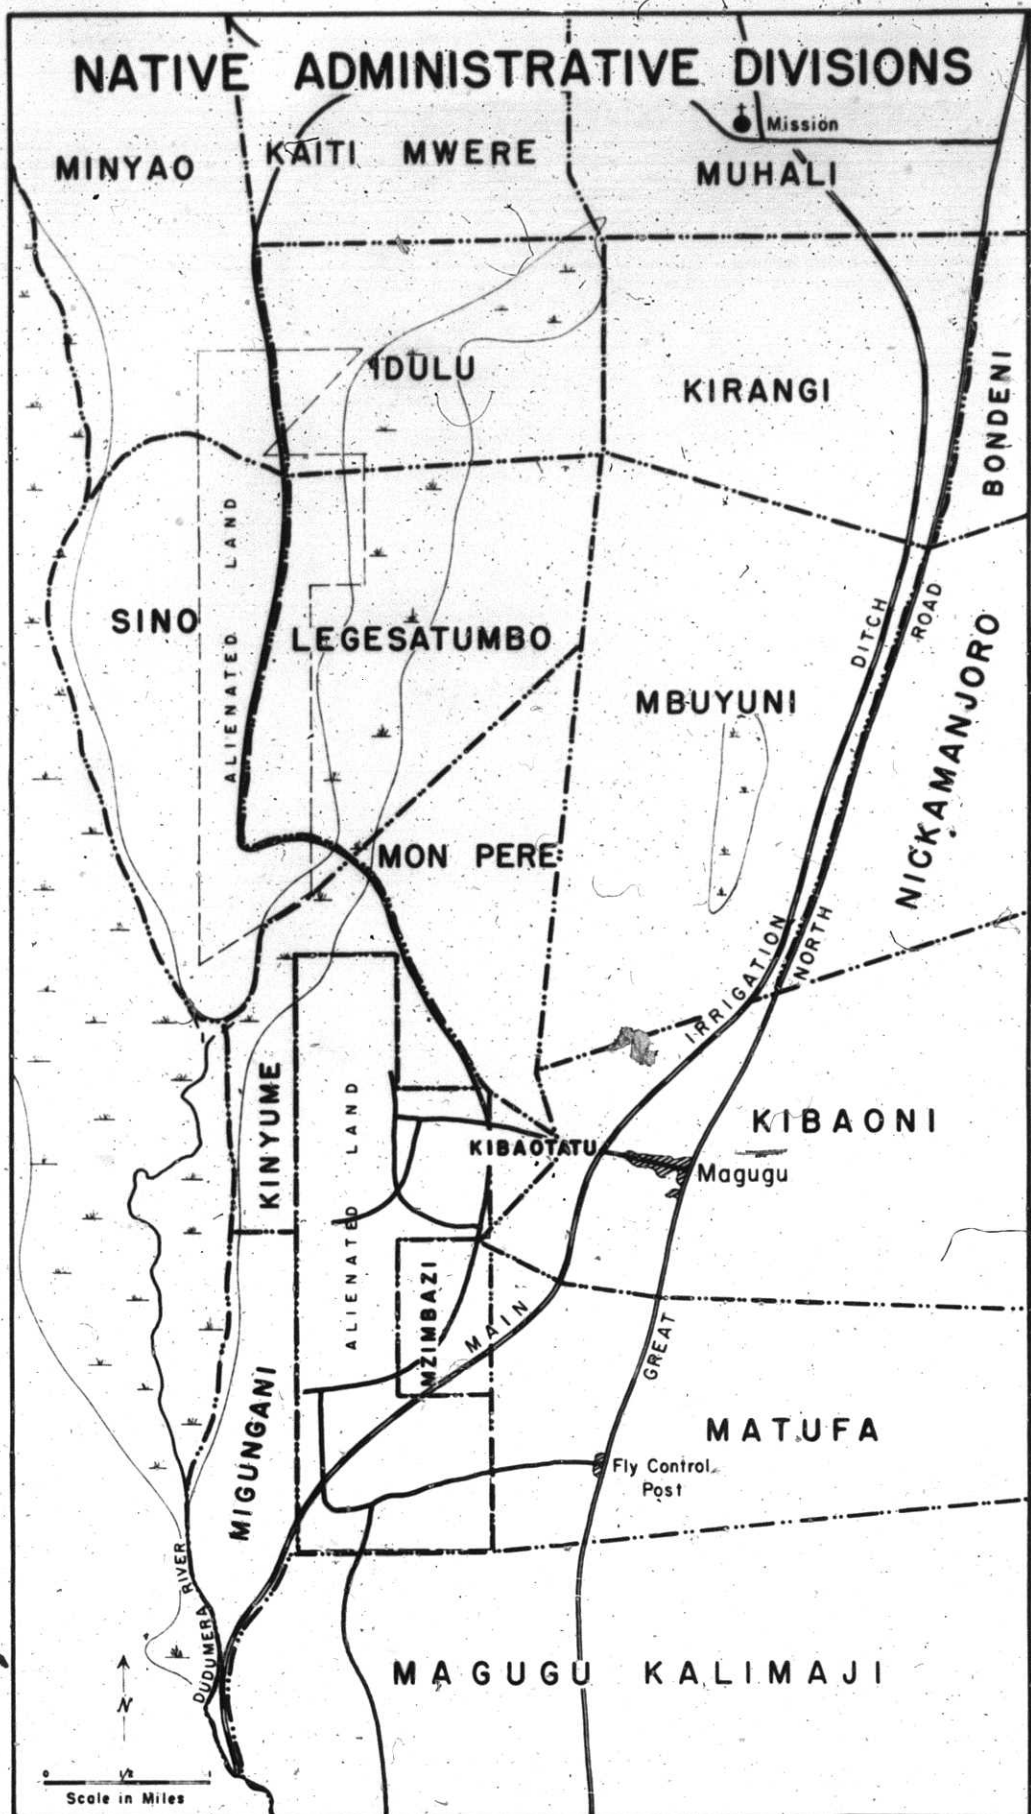 NATIVE ADMINISTRATIVE DIVISIONS
Mission
MINYAO
KAITI MWERE
MUHALI
IDULU
KIRANGI
BONDENI
ALIENATED LAND
SINO
LEGESATUMBO
DITCH
ROAD
NICKAMANJORO
MBUYUNI
MON PERE
NORTH
IRRIGATION
KINYUME
ALIENATED LAND
KIBAOTATU
KIBAONI
Magugu
MZIMBAZI
MAIN
GREAT
MIGUNGANI
MATUFA
Fly Control
Post
DUDUMERA RIVER
MAGUGU KALIMAJI
N
0 1/2 1
Scale in Miles